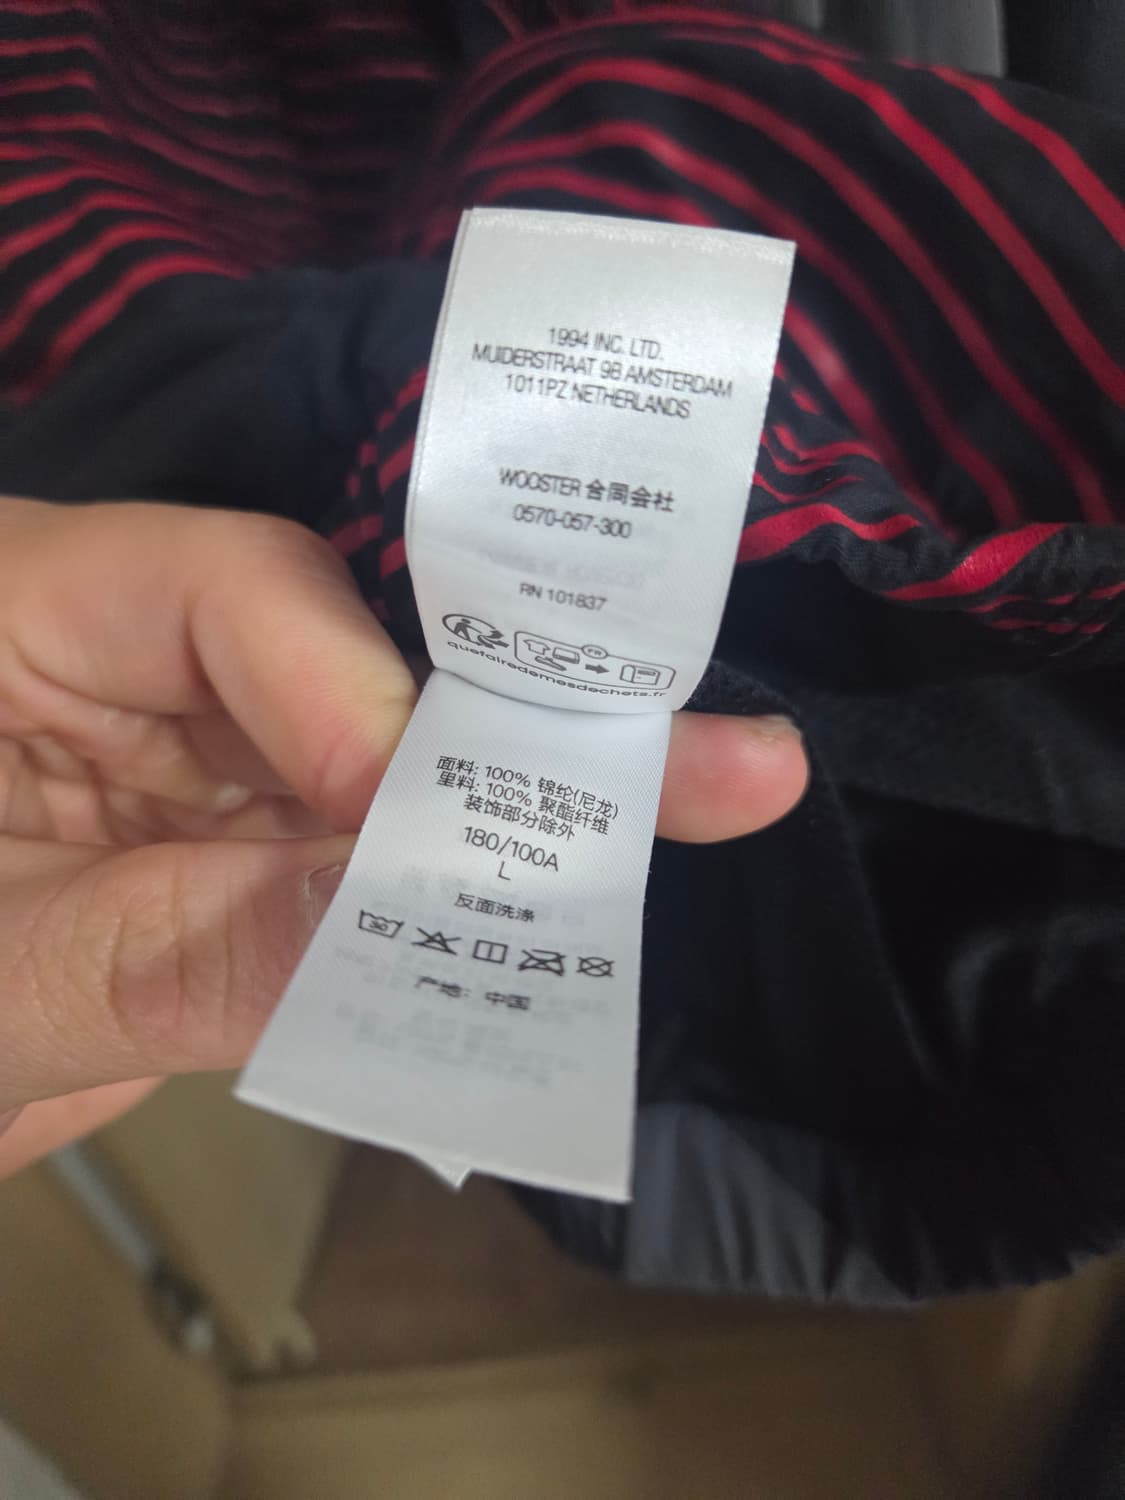 1994 INC. LTD.
MUIDERSTRAAT 98 AMSTERDAM
1011PZ NETHERLANDS
WOOSTER 合同会社
0570-057-300
RN 101837
FR
quefairedemesdechets.fr
面料: 100% 锦纶(尼龙)
里料: 100% 聚酯纤维
装饰部分除外
180/100A
L
反面洗涤
30
产地: 中国